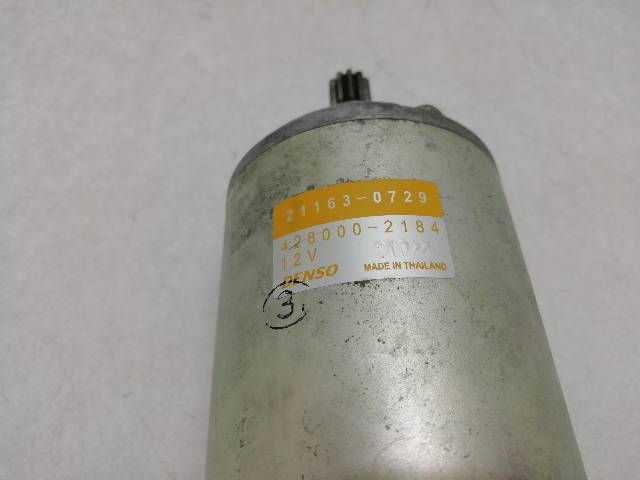 21163-0729
428000-2184
12V
DENSO MADE IN THAILAND
3